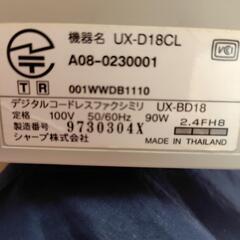 機器名 UX-D18CL
A08-0230001
VCCI
T R 001WWDB1110
デジタルコードレスファクシミリ UX-BD18
定格 100V 50/60Hz 90W 2.4FH8
製造番号 9730304X
シャープ株式会社 MADE IN THAILAND